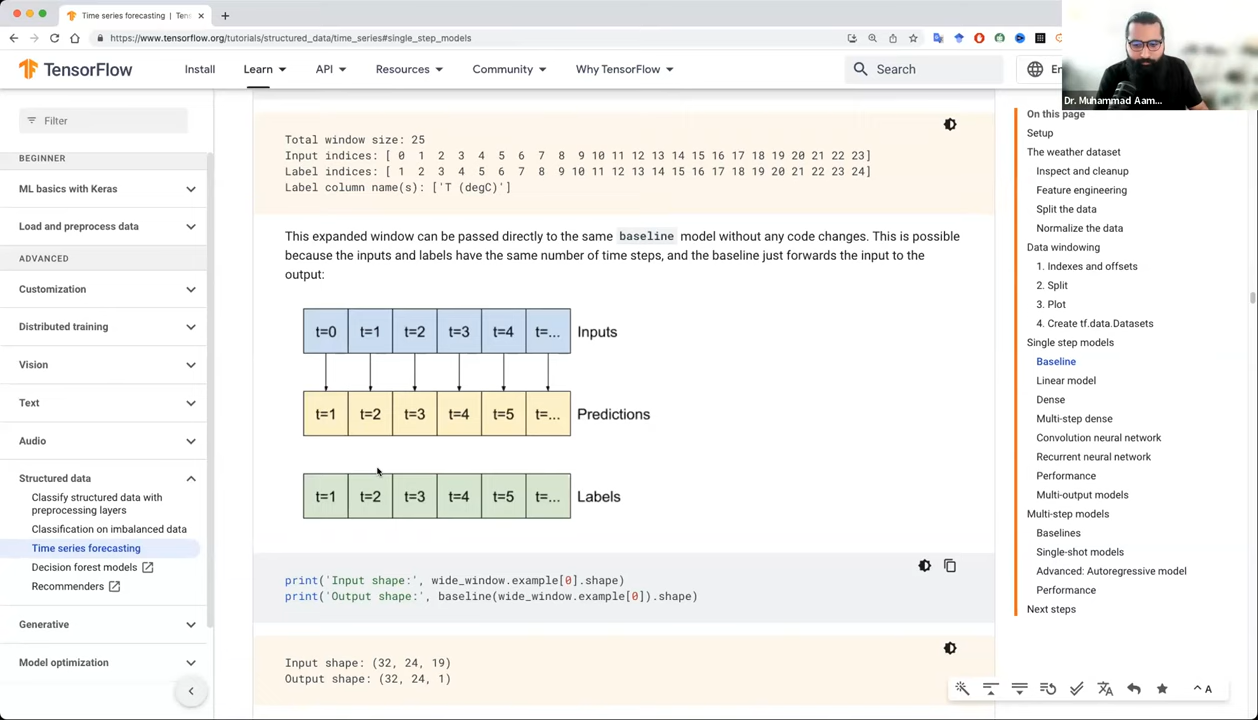 Time series forecasting | Tens
https://www.tensorflow.org/tutorials/structured_data/time_series#single_step_models
TensorFlow
Install
Learn
API
Resources
Community
Why TensorFlow
Search
En
Dr. Muhammad Aam...
Filter
BEGINNER
ML basics with Keras
Load and preprocess data
ADVANCED
Customization
Distributed training
Vision
Text
Audio
Structured data
Classify structured data with
preprocessing layers
Classification on imbalanced data
Time series forecasting
Decision forest models
Recommenders
Generative
Model optimization
Total window size: 25
Input indices: [ 0 1 2 3 4 5 6 7 8 9 10 11 12 13 14 15 16 17 18 19 20 21 22 23]
Label indices: [ 1 2 3 4 5 6 7 8 9 10 11 12 13 14 15 16 17 18 19 20 21 22 23 24]
Label column name(s): ['T (degC)']
This expanded window can be passed directly to the same baseline model without any code changes. This is possible
because the inputs and labels have the same number of time steps, and the baseline just forwards the input to the
output:
t=0 t=1 t=2 t=3 t=4 t=... Inputs
t=1 t=2 t=3 t=4 t=5 t=... Predictions
t=1 t=2 t=3 t=4 t=5 t=... Labels
print('Input shape:', wide_window.example[0].shape)
print('Output shape:', baseline(wide_window.example[0]).shape)
Input shape: (32, 24, 19)
Output shape: (32, 24, 1)
On this page
Setup
The weather dataset
Inspect and cleanup
Feature engineering
Split the data
Normalize the data
Data windowing
1. Indexes and offsets
2. Split
3. Plot
4. Create tf.data.Datasets
Single step models
Baseline
Linear model
Dense
Multi-step dense
Convolution neural network
Recurrent neural network
Performance
Multi-output models
Multi-step models
Baselines
Single-shot models
Advanced: Autoregressive model
Performance
Next steps
A